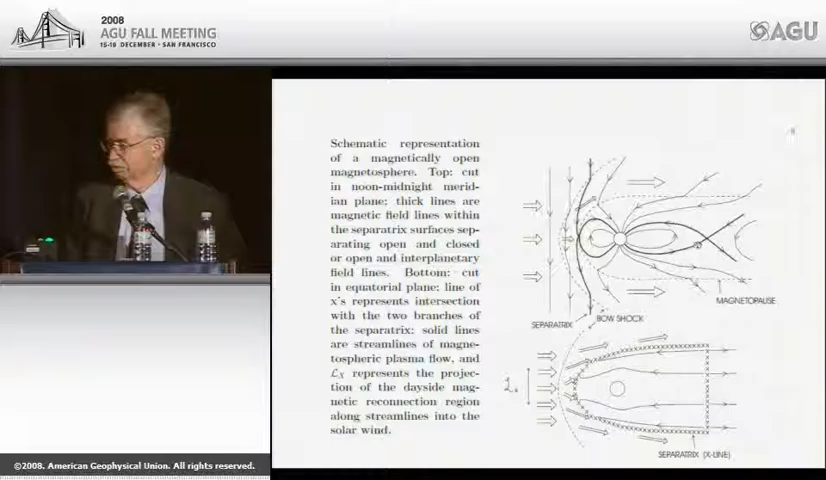 2008
AGU FALL MEETING
15-19 DECEMBER • SAN FRANCISCO
AGU
Schematic representation
of a magnetically open
magnetosphere. Top: cut
in noon-midnight merid-
ian plane; thick lines are
magnetic field lines within
the separatrix surfaces sep-
arating open and closed
or open and interplanetary
field lines. Bottom: cut
in equatorial plane; line of
x's represents intersection
with the two branches of
the separatrix; solid lines
are streamlines of magne-
tospheric plasma flow, and
ℒX represents the projec-
tion of the dayside mag-
netic reconnection region
along streamlines into the
solar wind.
MAGNETOPAUSE
BOW SHOCK
SEPARATRIX
SEPARATRIX (X-LINE)
©2008. American Geophysical Union. All rights reserved.